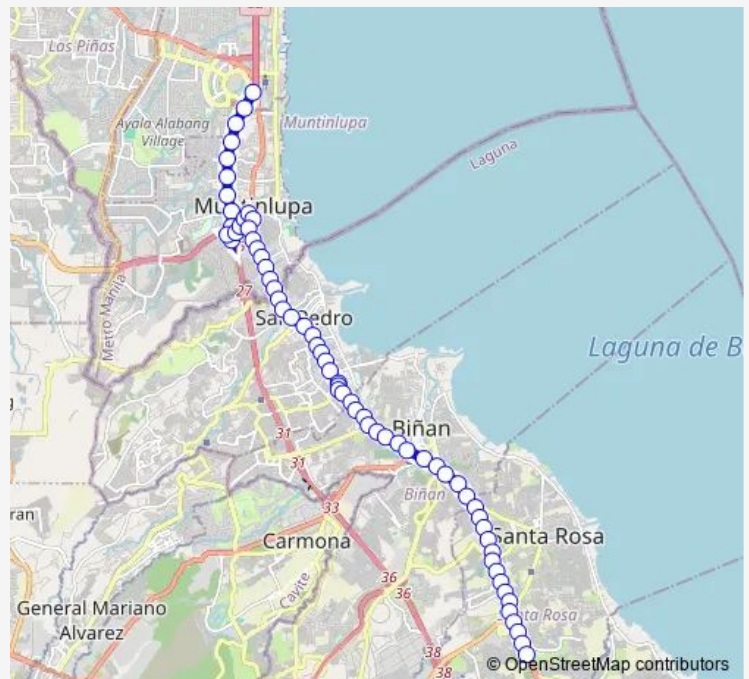 Las Piñas
Ayala Alabang
Village
Muntinlupa
Laguna
Muntinlupa
Metro Manila
27
San Pedro
Laguna de B
31
Biñan
31
Biñan
33
ran
Carmona
Santa Rosa
Cavite
36
36
General Mariano
Alvarez
Santa Rosa
38
38
© OpenStreetMap contributors